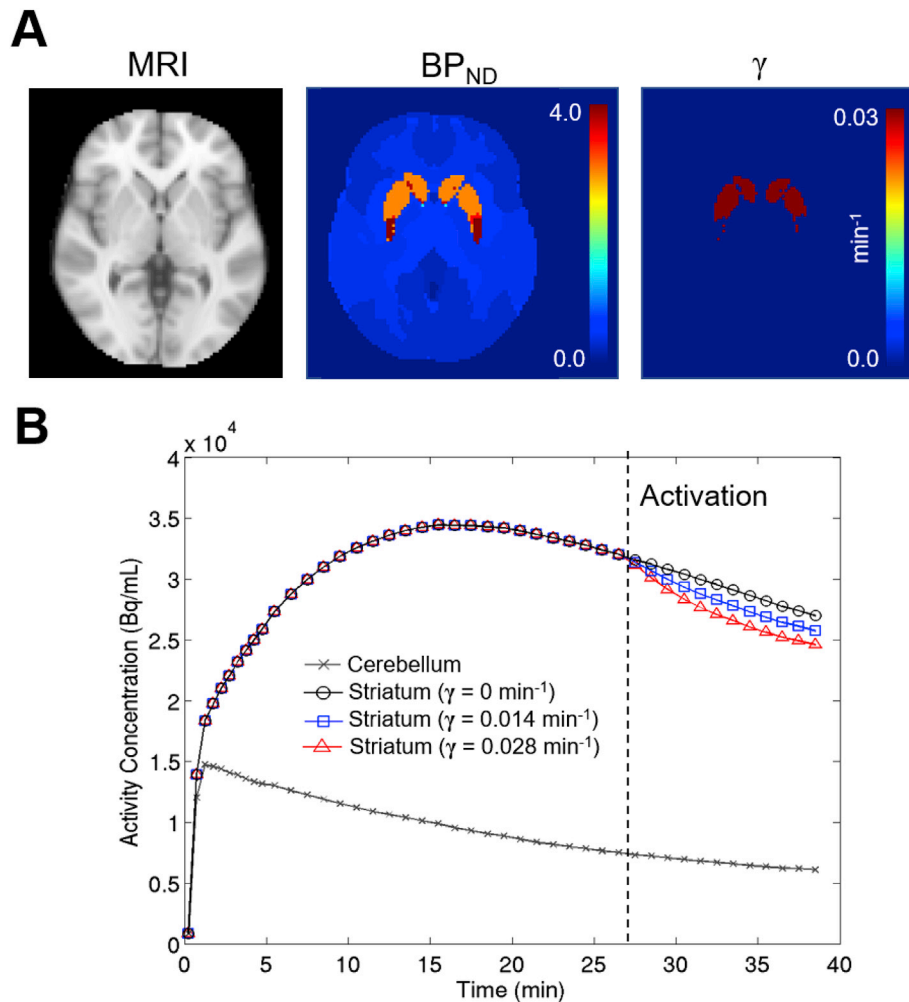 A
MRI
BP_ND
γ
4.0
0.0
0.03
min⁻¹
0.0
B
x 10⁴
4
3.5
3
2.5
2
1.5
1
0.5
0
Activity Concentration (Bq/mL)
Activation
Cerebellum
Striatum (γ = 0 min⁻¹)
Striatum (γ = 0.014 min⁻¹)
Striatum (γ = 0.028 min⁻¹)
0 5 10 15 20 25 30 35 40
Time (min)